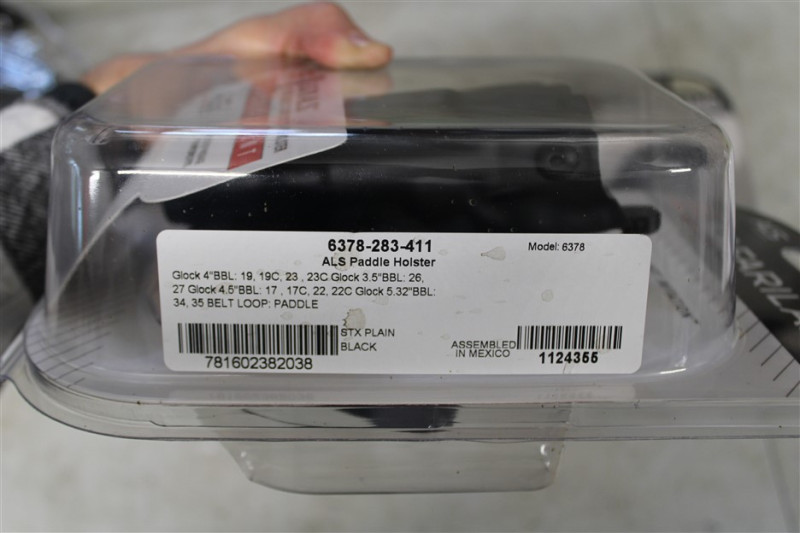 6378-283-411
Model: 6378
ALS Paddle Holster
Glock 4"BBL: 19, 19C, 23 , 23C Glock 3.5"BBL: 26,
27 Glock 4.5"BBL: 17 , 17C, 22, 22C Glock 5.32"BBL:
34, 35 BELT LOOP: PADDLE
STX PLAIN
BLACK
ASSEMBLED
IN MEXICO
781602382038
1124355